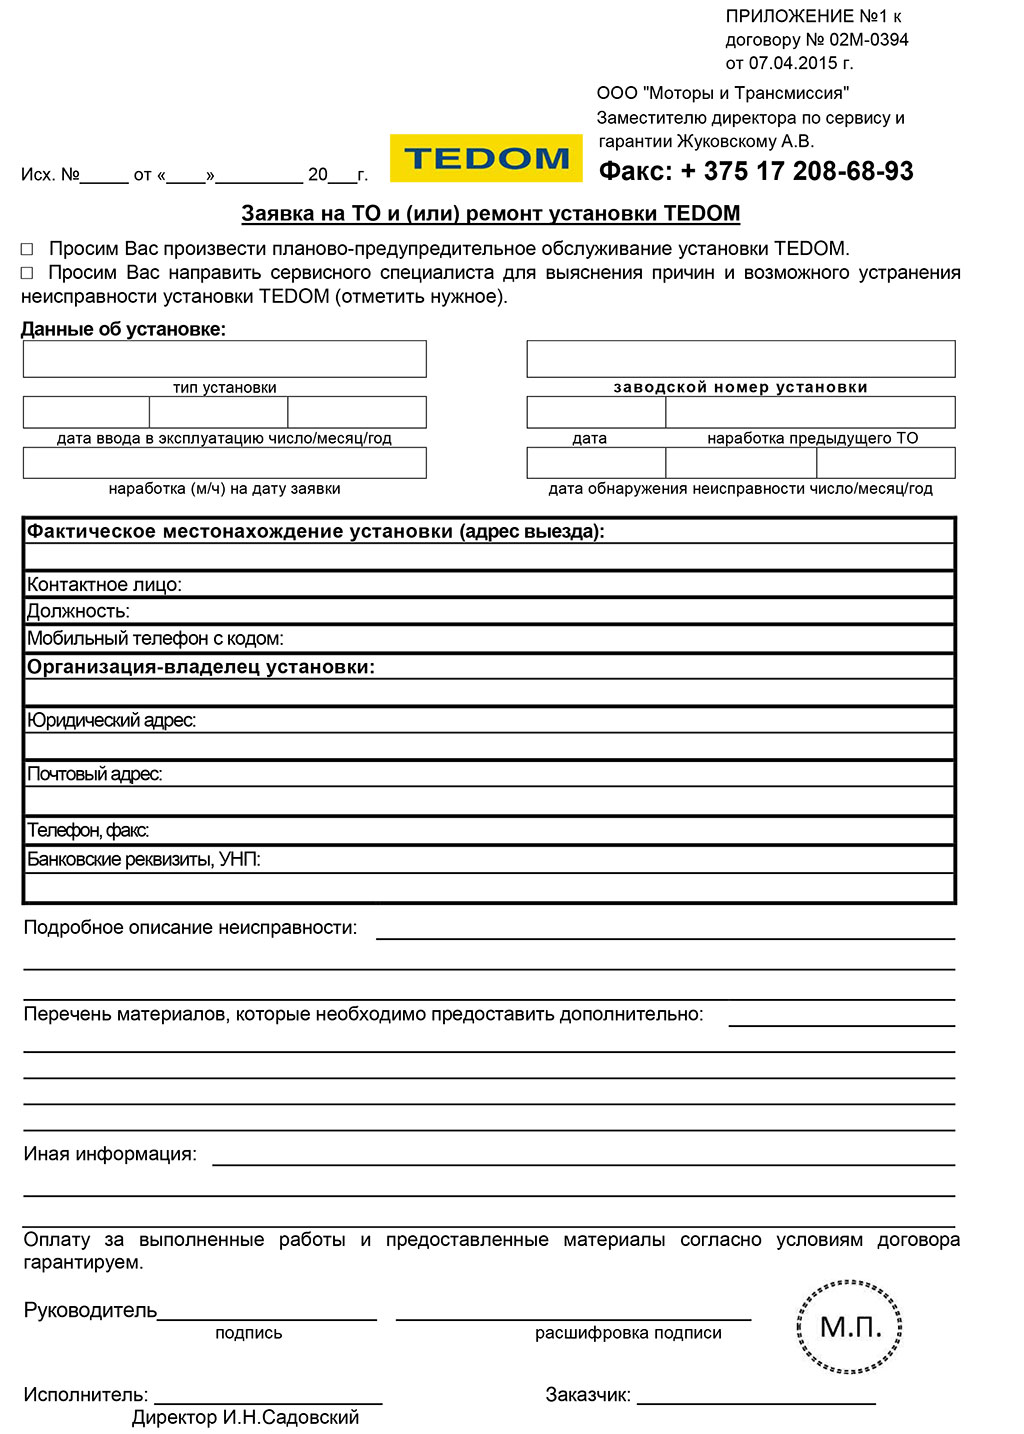 ПРИЛОЖЕНИЕ №1 к
договору № 02М-0394
от 07.04.2015 г.
ООО "Моторы и Трансмиссия"
Заместителю директора по сервису и
гарантии Жуковскому А.В.
Исх. №_____ от «____»_________ 20___г.
TEDOM
Факс: + 375 17 208-68-93
Заявка на ТО и (или) ремонт установки TEDOM
□ Просим Вас произвести планово-предупредительное обслуживание установки TEDOM.
□ Просим Вас направить сервисного специалиста для выяснения причин и возможного устранения
неисправности установки TEDOM (отметить нужное).
Данные об установке:
тип установки
заводской номер установки
дата ввода в эксплуатацию число/месяц/год
дата
наработка предыдущего ТО
наработка (м/ч) на дату заявки
дата обнаружения неисправности число/месяц/год
Фактическое местонахождение установки (адрес выезда):
Контактное лицо:
Должность:
Мобильный телефон с кодом:
Организация-владелец установки:
Юридический адрес:
Почтовый адрес:
Телефон, факс:
Банковские реквизиты, УНП:
Подробное описание неисправности:
Перечень материалов, которые необходимо предоставить дополнительно:
Иная информация:
Оплату за выполненные работы и предоставленные материалы согласно условиям договора
гарантируем.
Руководитель
подпись
расшифровка подписи
М.П.
Исполнитель:
Заказчик:
Директор И.Н.Садовский